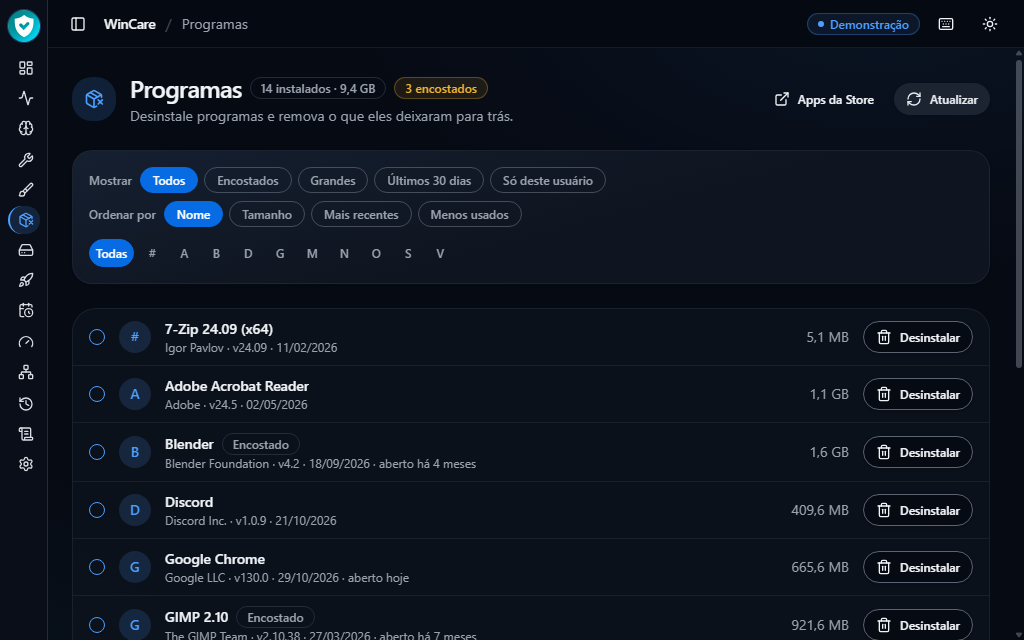 WinCare / Programas
Demonstração
Programas
14 instalados · 9,4 GB
3 encostados
Desinstale programas e remova o que eles deixaram para trás.
Apps da Store
Atualizar
Mostrar Todos Encostados Grandes Últimos 30 dias Só deste usuário
Ordenar por Nome Tamanho Mais recentes Menos usados
Todas # A B D G M N O S V
# 7-Zip 24.09 (x64)
Igor Pavlov · v24.09 · 11/02/2026
5,1 MB Desinstalar
A Adobe Acrobat Reader
Adobe · v24.5 · 02/05/2026
1,1 GB Desinstalar
B Blender Encostado
Blender Foundation · v4.2 · 18/09/2026 · aberto há 4 meses
1,6 GB Desinstalar
D Discord
Discord Inc. · v1.0.9 · 21/10/2026
409,6 MB Desinstalar
G Google Chrome
Google LLC · v130.0 · 29/10/2026 · aberto hoje
665,6 MB Desinstalar
G GIMP 2.10 Encostado
The GIMP Team · v2.10.38 · 27/03/2026 · aberto há 7 meses
921,6 MB Desinstalar